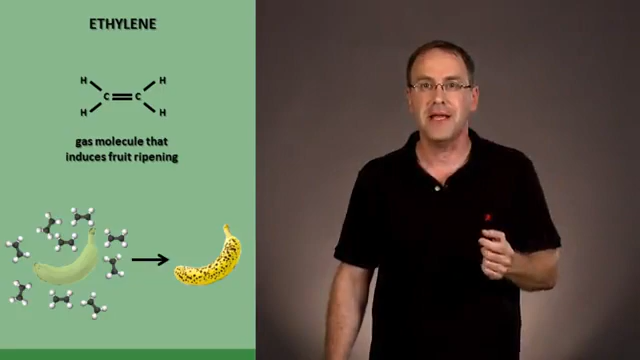 ETHYLENE
H H
C C
H H
gas molecule that
induces fruit ripening